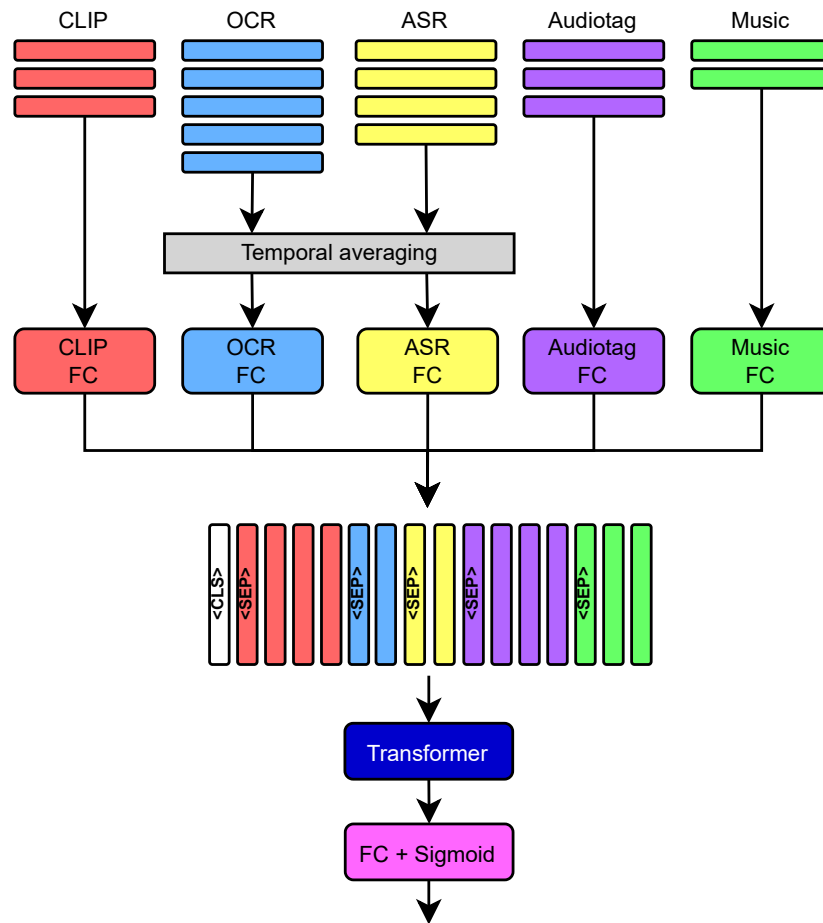 CLIP
OCR
ASR
Audiotag
Music
Temporal averaging
CLIP
FC
OCR
FC
ASR
FC
Audiotag
FC
Music
FC
<CLS>
<SEP>
<SEP>
<SEP>
<SEP>
<SEP>
Transformer
FC + Sigmoid